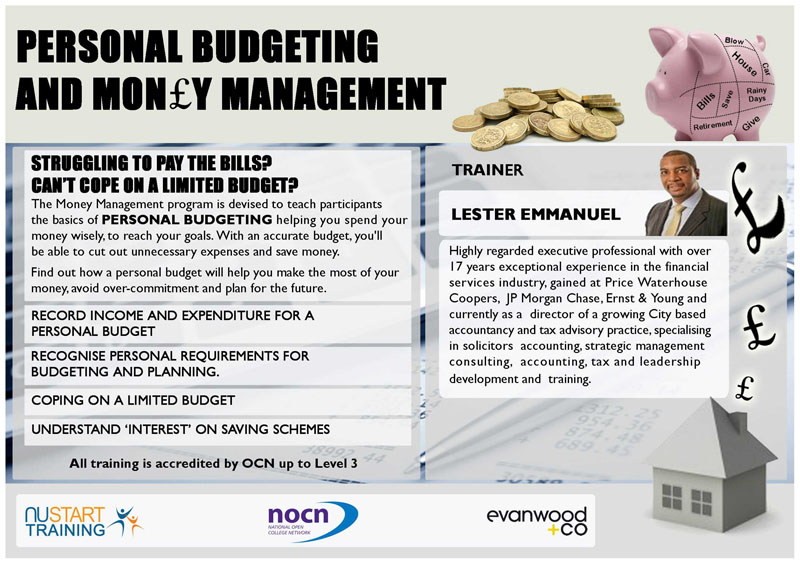 PERSONAL BUDGETING
AND MON£Y MANAGEMENT
Blow
House
Car
Bills
Save
Rainy
Days
Retirement
Give
STRUGGLING TO PAY THE BILLS?
CAN'T COPE ON A LIMITED BUDGET?
The Money Management program is devised to teach participants
the basics of PERSONAL BUDGETING helping you spend your
money wisely, to reach your goals. With an accurate budget, you'll
be able to cut out unnecessary expenses and save money.
Find out how a personal budget will help you make the most of your
money, avoid over-commitment and plan for the future.
RECORD INCOME AND EXPENDITURE FOR A
PERSONAL BUDGET
RECOGNISE PERSONAL REQUIREMENTS FOR
BUDGETING AND PLANNING.
COPING ON A LIMITED BUDGET
UNDERSTAND ‘INTEREST’ ON SAVING SCHEMES
All training is accredited by OCN up to Level 3
TRAINER
LESTER EMMANUEL
Highly regarded executive professional with over
17 years exceptional experience in the financial
services industry, gained at Price Waterhouse
Coopers, JP Morgan Chase, Ernst & Young and
currently as a director of a growing City based
accountancy and tax advisory practice, specialising
in solicitors accounting, strategic management
consulting, accounting, tax and leadership
development and training.
£
£
£
312.25
954.36
874.48
689.45
nuSTART
TRAINING
nocn
NATIONAL OPEN
COLLEGE NETWORK
evanwood
+co